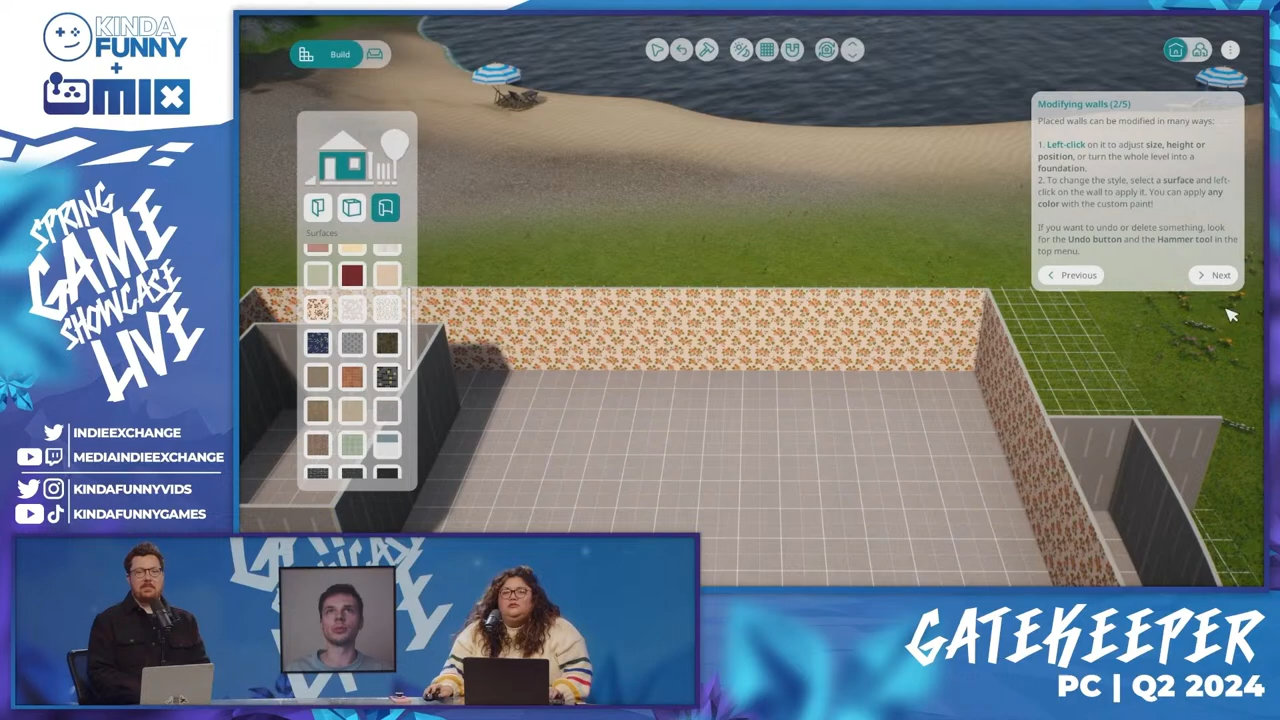 KINDA
FUNNY
+
MIX
SPRING
GAME
SHOWCASE
LIVE
INDIEEXCHANGE
MEDIAINDIEEXCHANGE
KINDAFUNNYVIDS
KINDAFUNNYGAMES
Build
Surfaces
Modifying walls (2/5)
Placed walls can be modified in many ways:
1. Left-click on it to adjust size, height or
position, or turn the whole level into a
foundation.
2. To change the style, select a surface and left-
click on the wall to apply it. You can apply any
color with the custom paint!
If you want to undo or delete something, look
for the Undo button and the Hammer tool in the
top menu.
Previous
Next
GATEKEEPER
PC | Q2 2024